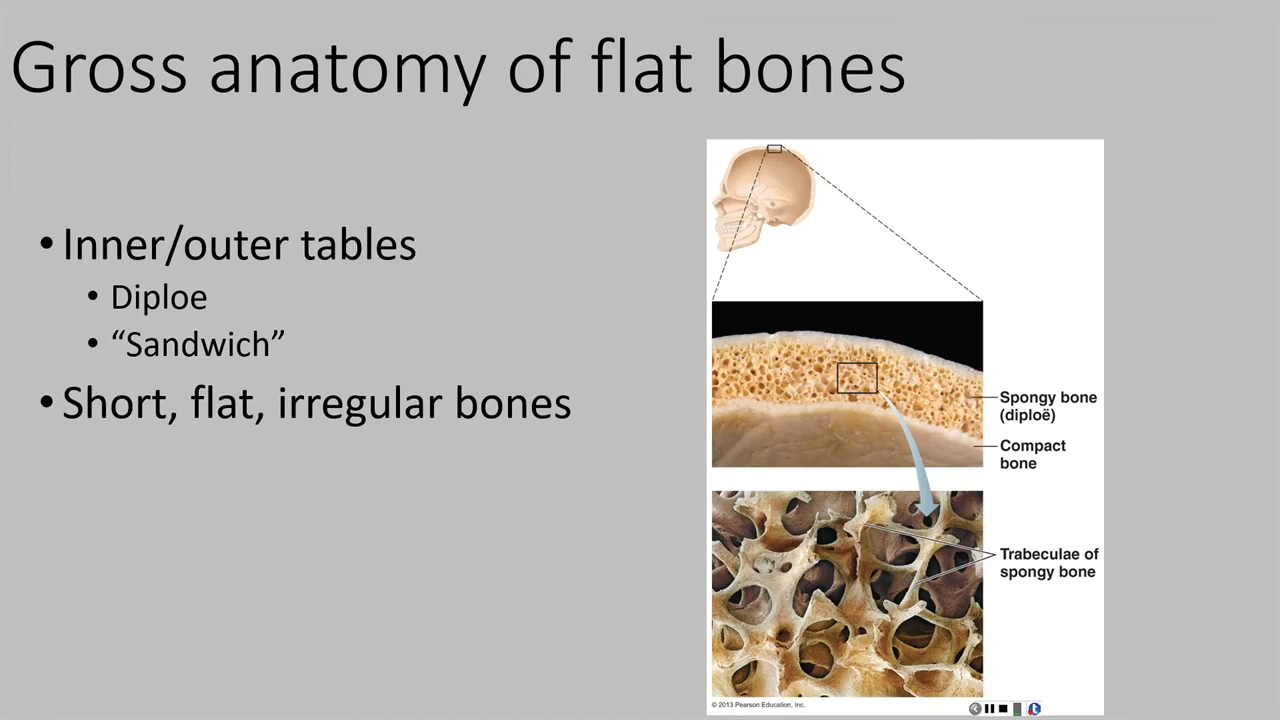 Gross anatomy of flat bones
• Inner/outer tables
• Diploe
• “Sandwich”
• Short, flat, irregular bones
Spongy bone
(diploë)
Compact
bone
Trabeculae of
spongy bone
© 2013 Pearson Education, Inc.